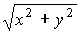 √(x² + y²)